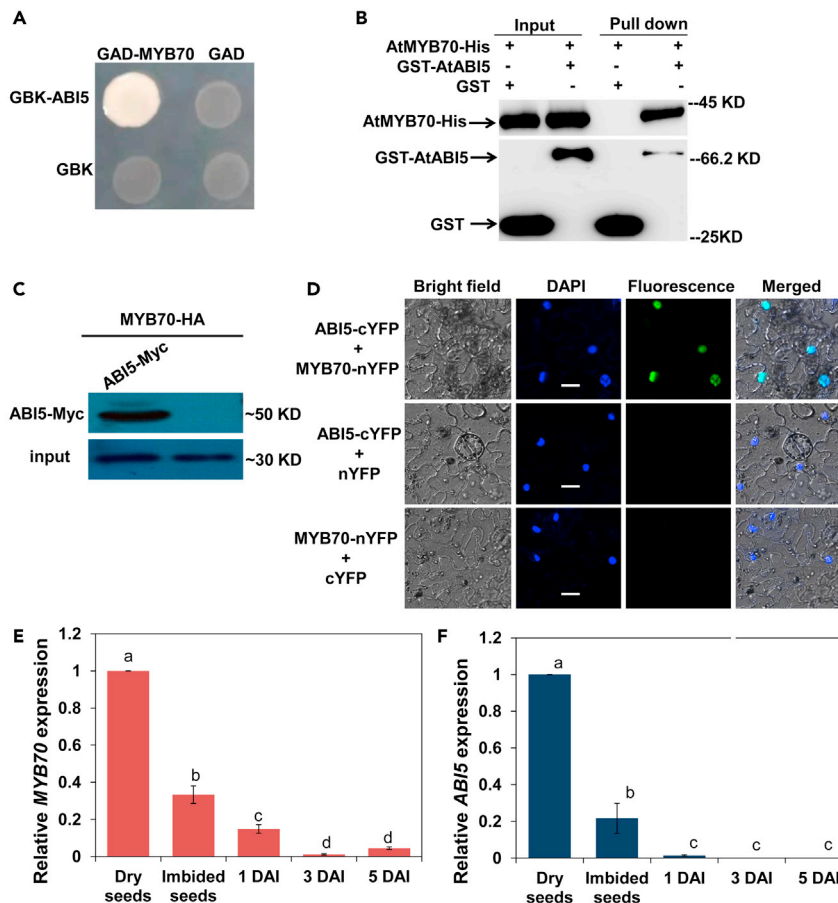 A
GAD-MYB70 GAD
GBK-ABI5
GBK
B
Input Pull down
AtMYB70-His + + + +
GST-AtABI5 - + - +
GST + - + -
--45 KD
AtMYB70-His
GST-AtABI5
--66.2 KD
GST
--25KD
C
MYB70-HA
ABI5-Myc
ABI5-Myc ~50 KD
input ~30 KD
D
Bright field DAPI Fluorescence Merged
ABI5-cYFP
+
MYB70-nYFP
ABI5-cYFP
+
nYFP
MYB70-nYFP
+
cYFP
E
Relative MYB70 expression
1.2
1
0.8
0.6
0.4
0.2
0
a
b
c
d
d
Dry seeds
Imbided seeds
1 DAI
3 DAI
5 DAI
F
Relative ABI5 expression
1.2
1
0.8
0.6
0.4
0.2
0
a
b
c
c
c
Dry seeds
Imbided seeds
1 DAI
3 DAI
5 DAI